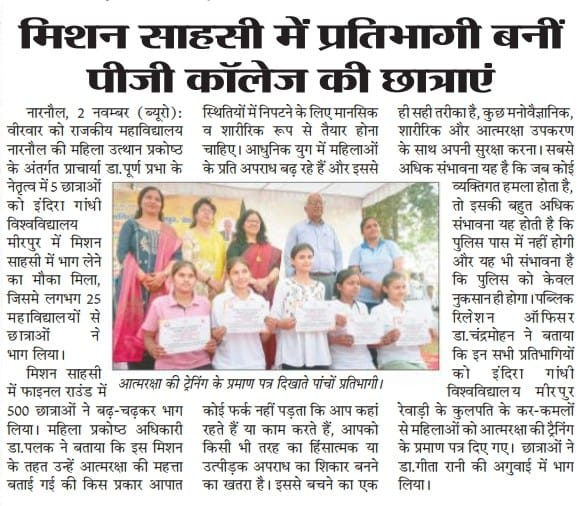 मिशन साहसी में प्रतिभागी बनीं
पीजी कॉलेज की छात्राएं
नारनौल, 2 नवम्बर (ब्यूरो):
वीरवार को राजकीय महाविद्यालय
नारनौल की महिला उत्थान प्रकोष्ठ
के अंतर्गत प्राचार्या डा.पूर्ण प्रभा के
नेतृत्व में 5 छात्राओं
को इंदिरा गांधी
विश्वविद्यालय
मीरपुर में मिशन
साहसी में भाग लेने
का मौका मिला,
जिसमे लगभग 25
महाविद्यालयों से
छात्राओं ने
भाग लिया।
मिशन साहसी
में फाइनल राउंड में
500 छात्राओं ने बढ़-चढ़कर भाग
लिया। महिला प्रकोष्ठ अधिकारी
डा.पलक ने बताया कि इस मिशन
के तहत उन्हें आत्मरक्षा की महत्ता
बताई गई की किस प्रकार आपात
स्थितियों में निपटने के लिए मानसिक
व शारीरिक रूप से तैयार होना
चाहिए। आधुनिक युग में महिलाओं
के प्रति अपराध बढ़ रहे हैं और इससे
आत्मरक्षा की ट्रेनिंग के प्रमाण पत्र दिखाते पांचों प्रतिभागी।
कोई फर्क नहीं पड़ता कि आप कहां
रहते हैं या काम करते हैं, आपको
किसी भी तरह का हिंसात्मक या
उत्पीड़क अपराध का शिकार बनने
का खतरा है। इससे बचने का एक
ही सही तरीका है, कुछ मनोवैज्ञानिक,
शारीरिक और आत्मरक्षा उपकरण
के साथ अपनी सुरक्षा करना। सबसे
अधिक संभावना यह है कि जब कोई
व्यक्तिगत हमला होता है,
तो इसकी बहुत अधिक
संभावना यह होती है कि
पुलिस पास में नहीं होगी
और यह भी संभावना है
कि पुलिस को केवल
नुकसान ही होगा। पब्लिक
रिलेशन ऑफिसर
डा.चंद्रमोहन ने बताया
कि इन सभी प्रतिभागियों
को इंदिरा गांधी
विश्वविद्यालय मीरपुर
रेवाड़ी के कुलपति के कर-कमलों
से महिलाओं को आत्मरक्षा की ट्रैनिंग
के प्रमाण पत्र दिए गए। छात्राओं ने
डा.गीता रानी की अगुवाई में भाग
लिया।